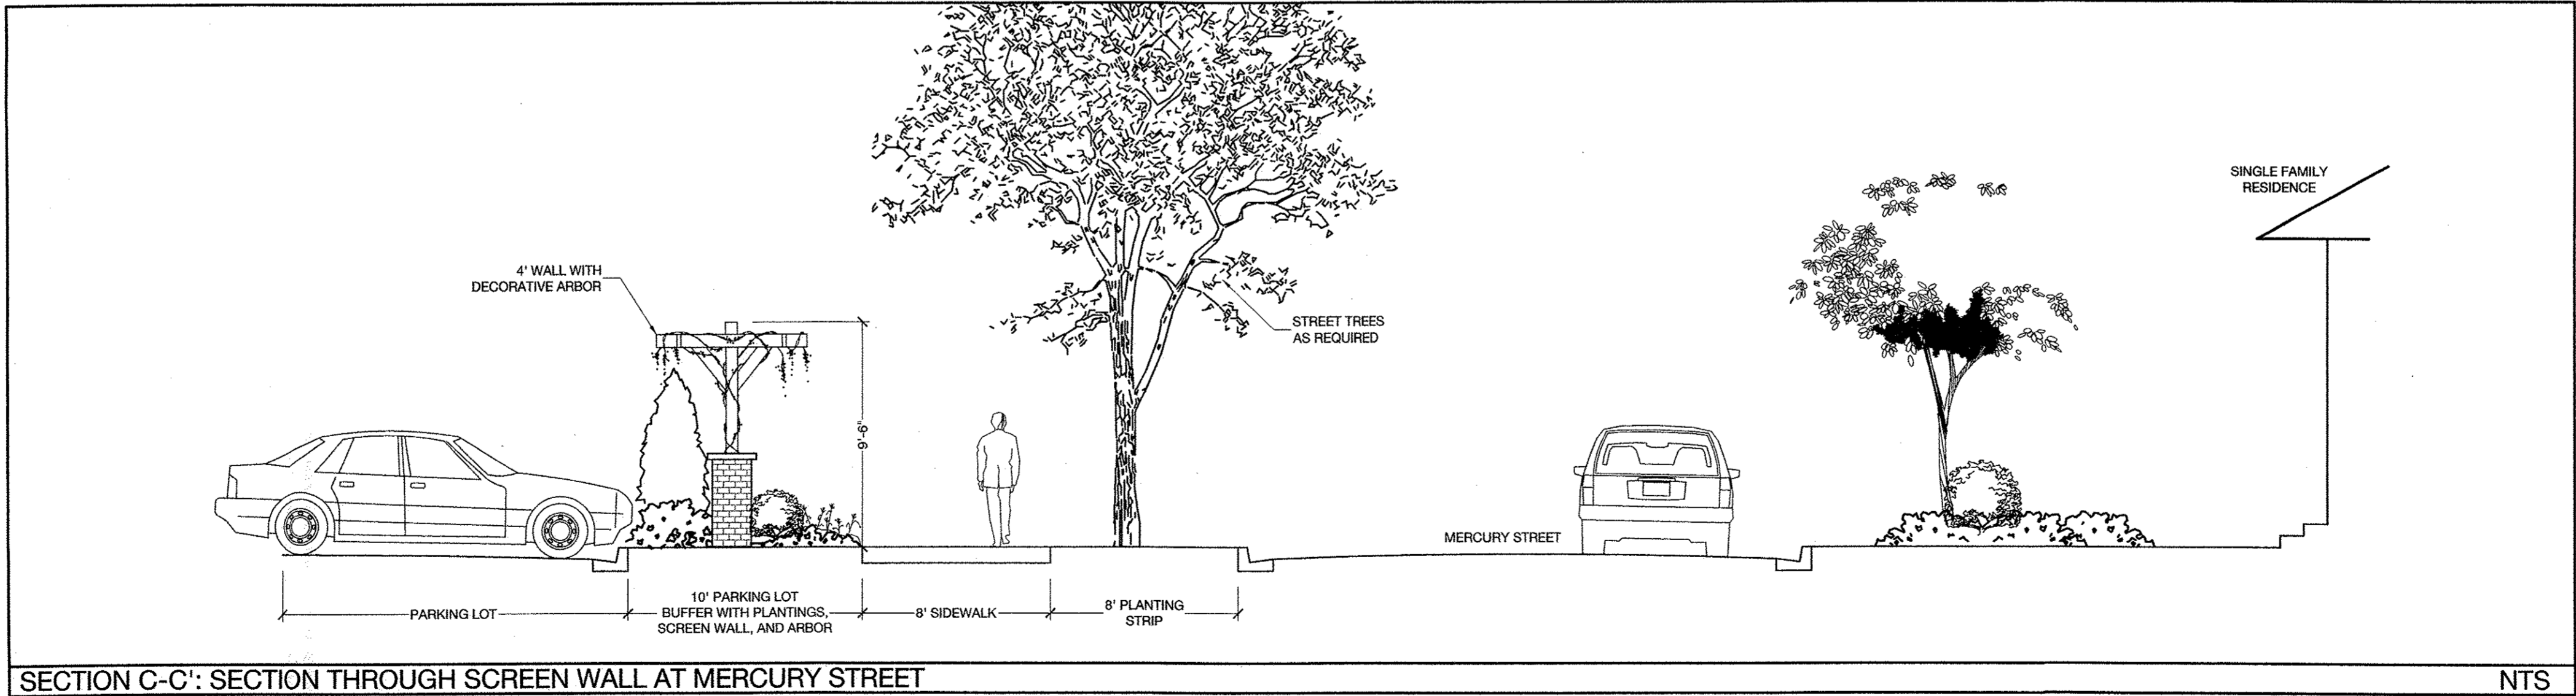 SINGLE FAMILY
RESIDENCE
4' WALL WITH
DECORATIVE ARBOR
STREET TREES
AS REQUIRED
9'-6"
MERCURY STREET
PARKING LOT
10' PARKING LOT
BUFFER WITH PLANTINGS,
SCREEN WALL, AND ARBOR
8' SIDEWALK
8' PLANTING
STRIP
SECTION C-C': SECTION THROUGH SCREEN WALL AT MERCURY STREET
NTS